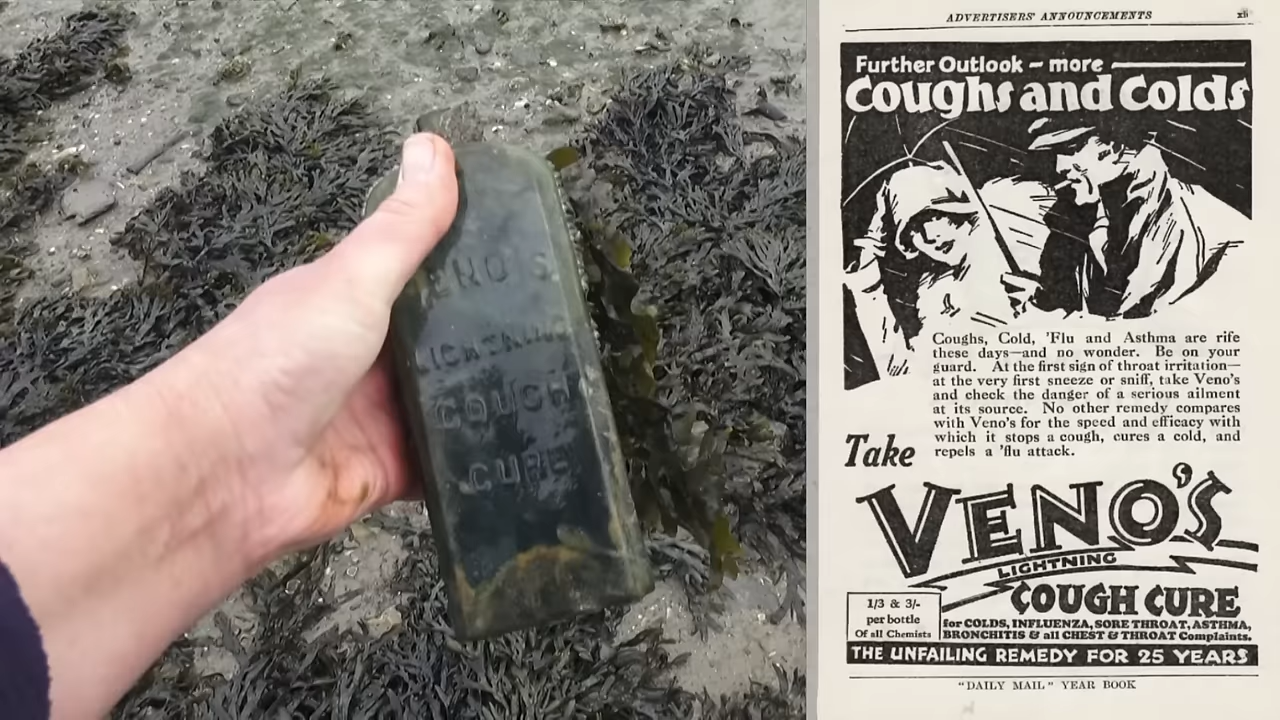 VENO'S
LIGHTNING
COUGH
CURE
ADVERTISERS' ANNOUNCEMENTS
Further Outlook - more
Coughs and Colds
Coughs, Cold, 'Flu and Asthma are rife
these days—and no wonder. Be on your
guard. At the first sign of throat irritation—
at the very first sneeze or sniff, take Veno's
and check the danger of a serious ailment
at its source. No other remedy compares
with Veno's for the speed and efficacy with
which it stops a cough, cures a cold, and
repels a 'flu attack.
Take
VENO'S
LIGHTNING
COUGH CURE
1/3 & 3/-
per bottle
Of all Chemists
for COLDS, INFLUENZA, SORE THROAT, ASTHMA,
BRONCHITIS & all CHEST & THROAT Complaints.
THE UNFAILING REMEDY FOR 25 YEARS
"DAILY MAIL" YEAR BOOK